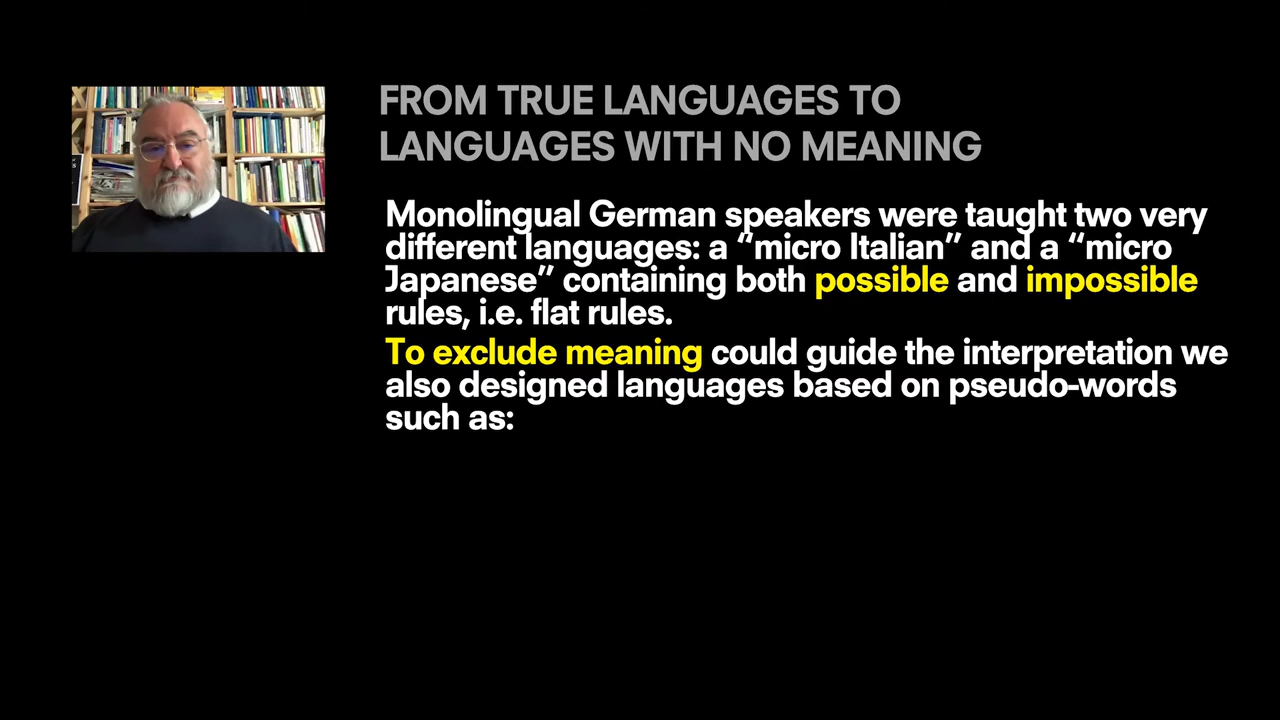 FROM TRUE LANGUAGES TO
LANGUAGES WITH NO MEANING
Monolingual German speakers were taught two very
different languages: a “micro Italian” and a “micro
Japanese” containing both possible and impossible
rules, i.e. flat rules.
To exclude meaning could guide the interpretation we
also designed languages based on pseudo-words
such as: